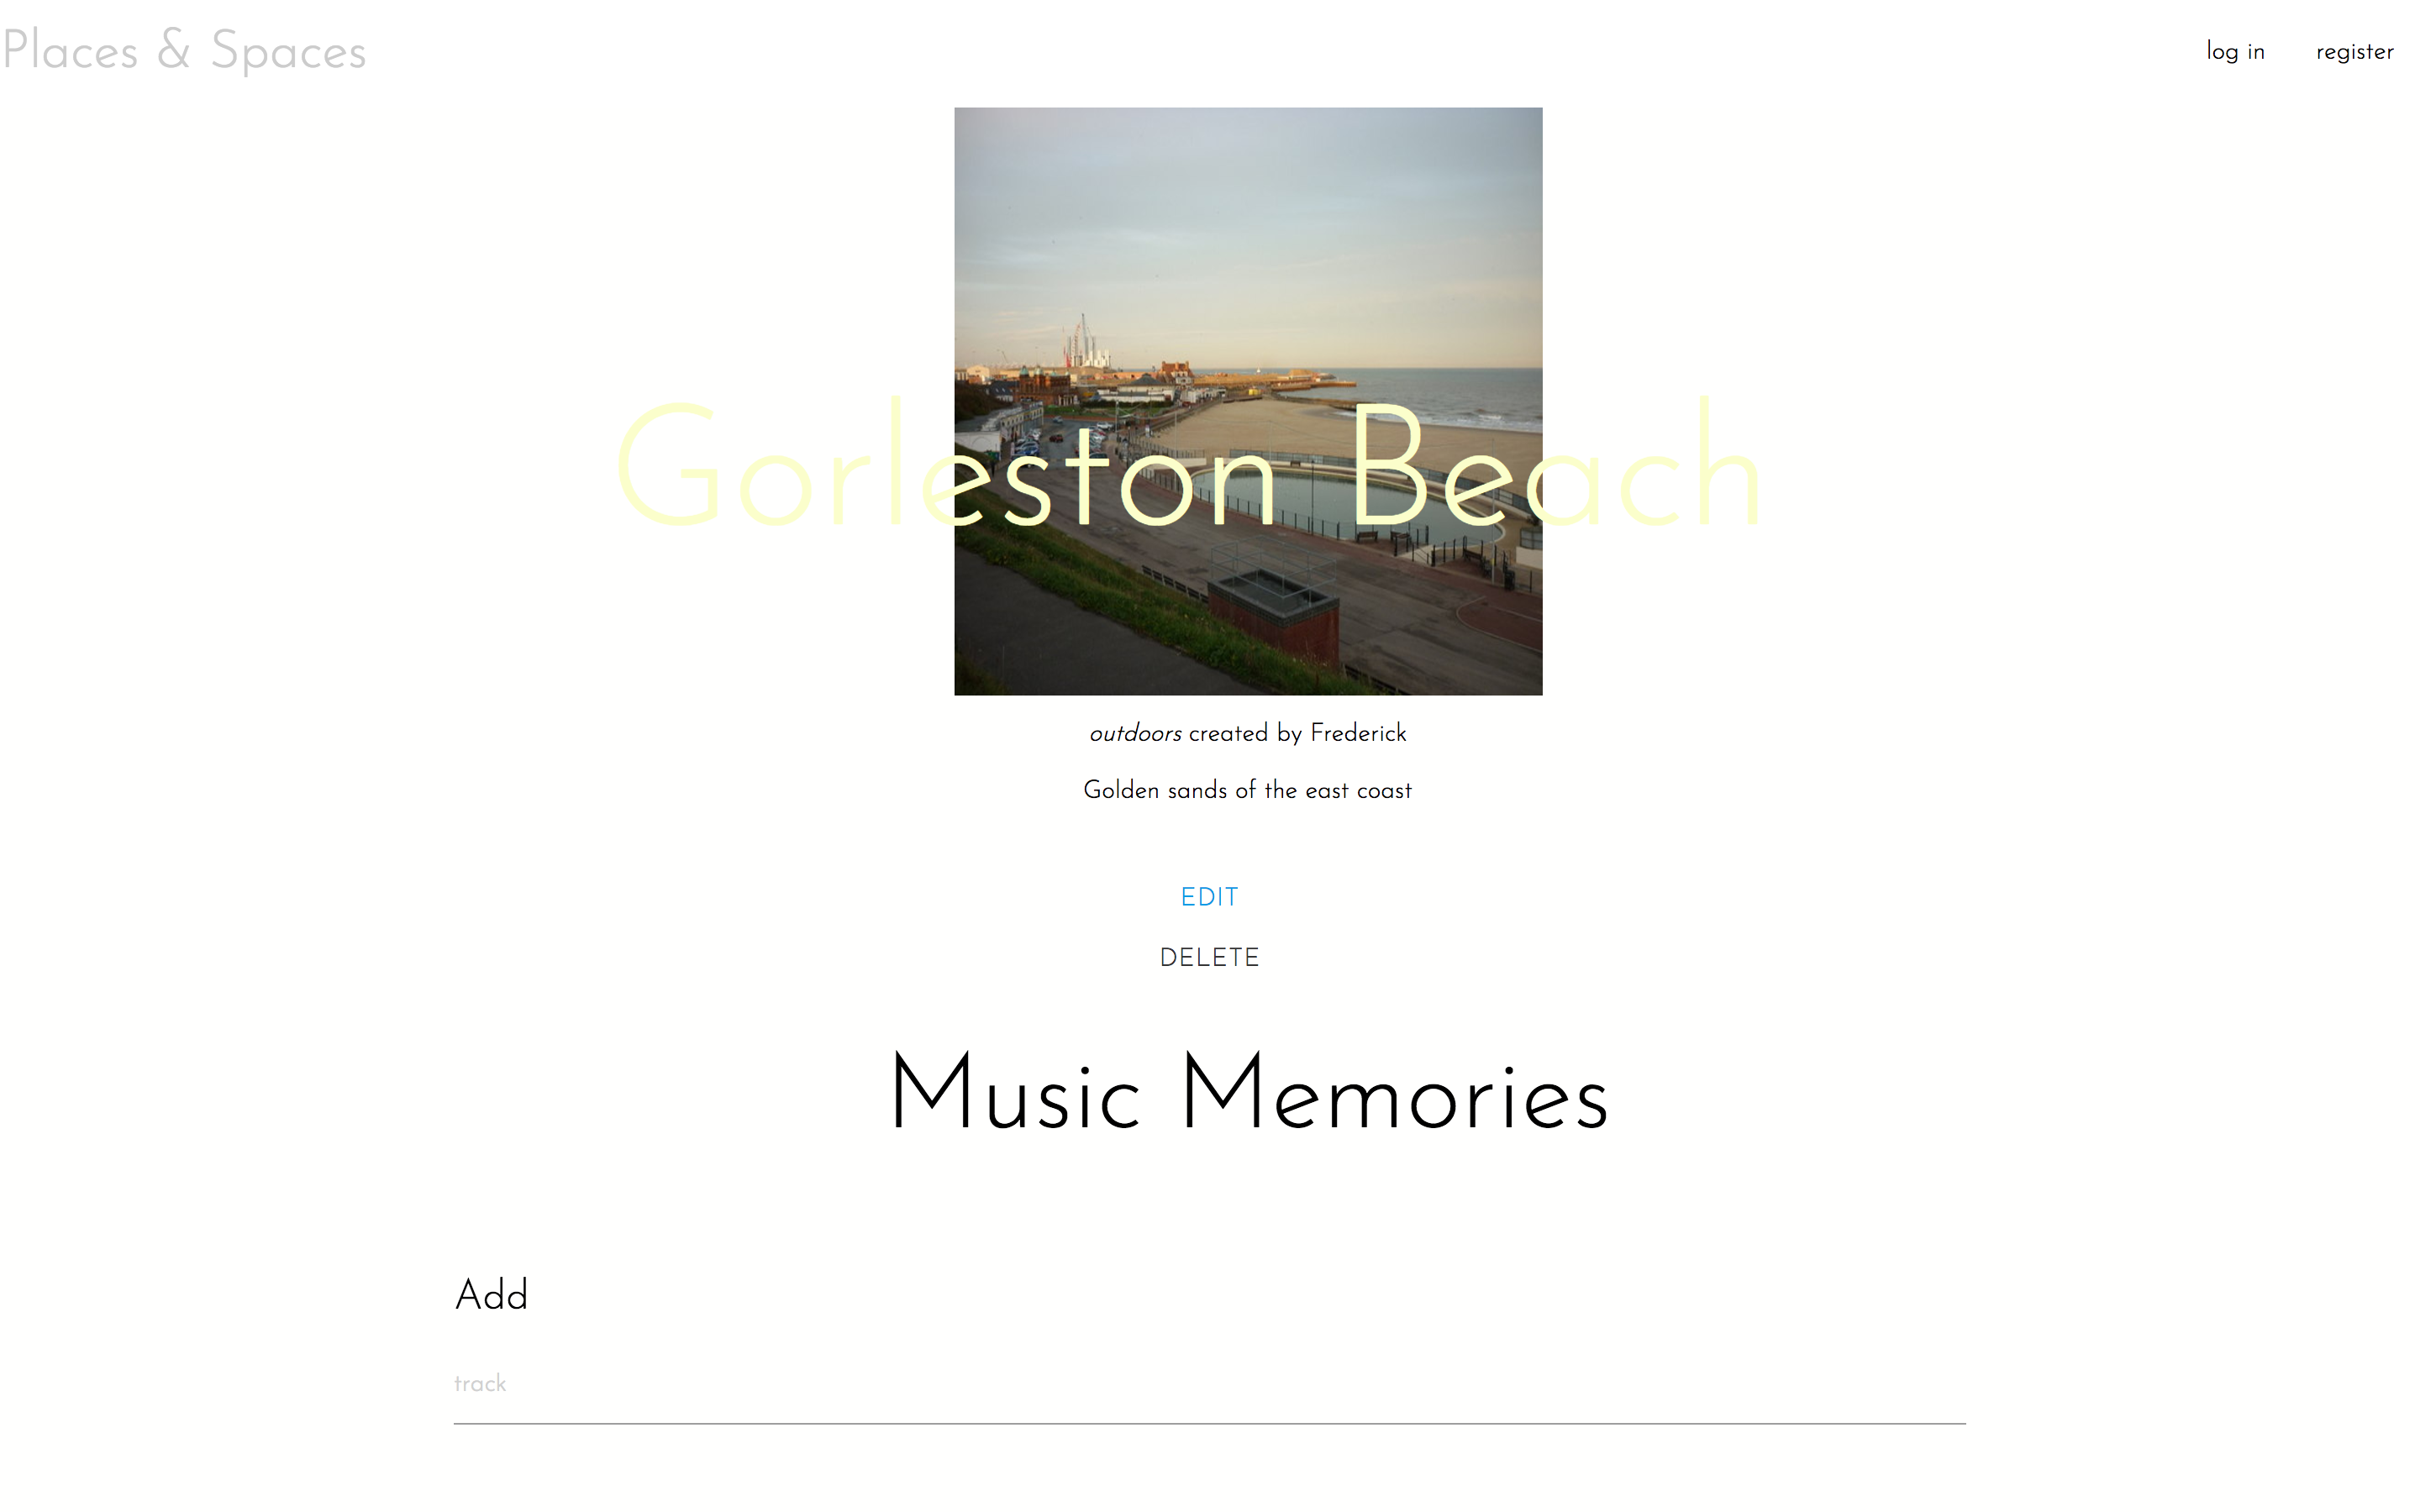 Places & Spaces
log in register
Gorleston Beach
outdoors created by Frederick
Golden sands of the east coast
EDIT
DELETE
Music Memories
Add
track